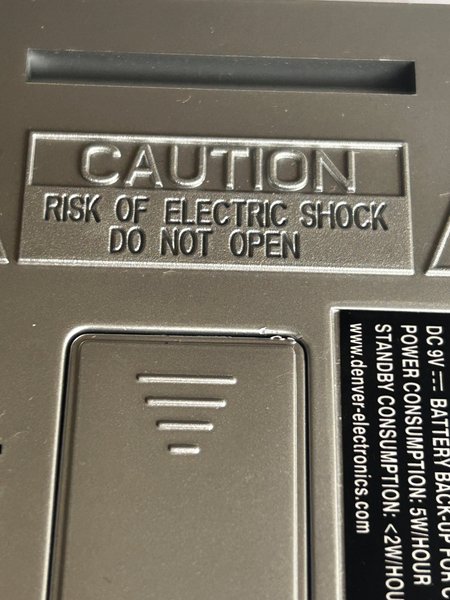 CAUTION
RISK OF ELECTRIC SHOCK
DO NOT OPEN
DC 9V ⎓ BATTERY BACK-UP FOR
POWER CONSUMPTION: 5W/HOUR
STANDBY CONSUMPTION: <2W/HOU
www.denver-electronics.com